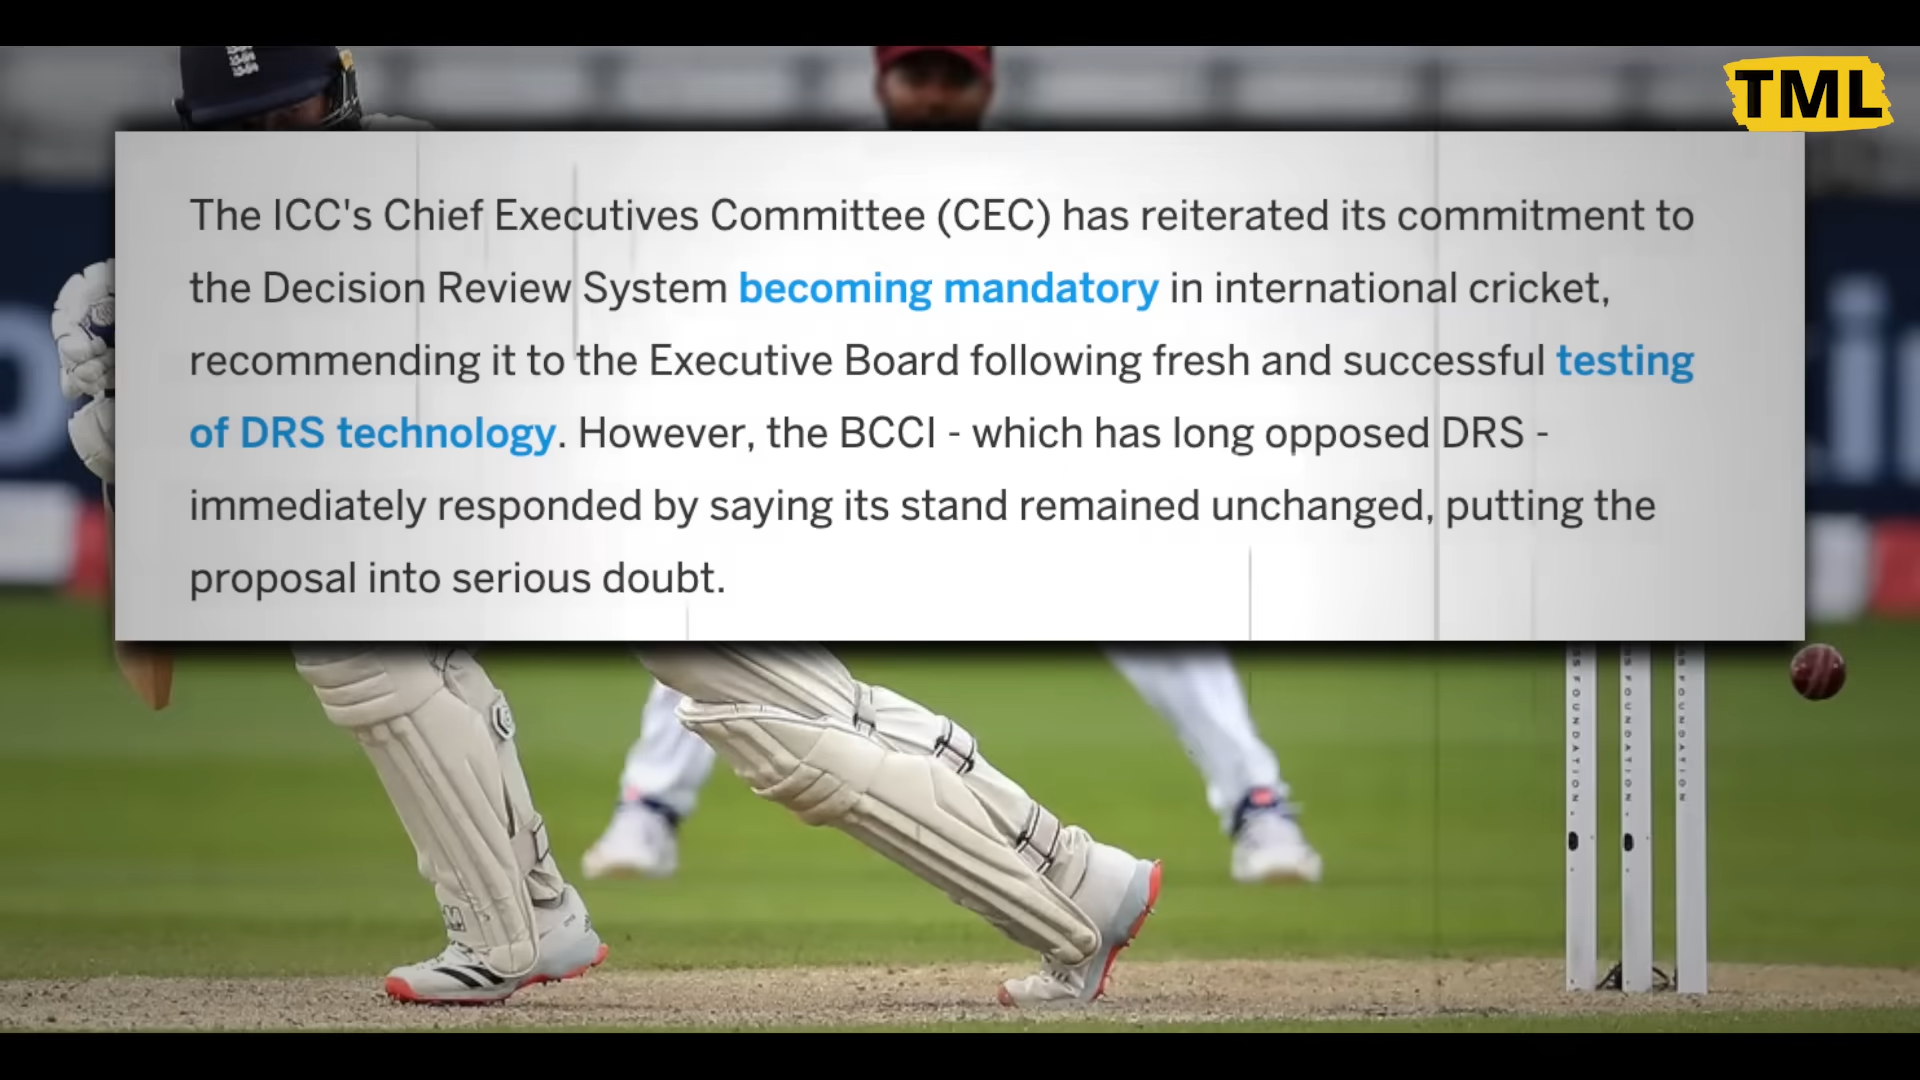 TML
The ICC's Chief Executives Committee (CEC) has reiterated its commitment to
the Decision Review System becoming mandatory in international cricket,
recommending it to the Executive Board following fresh and successful testing
of DRS technology. However, the BCCI - which has long opposed DRS -
immediately responded by saying its stand remained unchanged, putting the
proposal into serious doubt.
FOUNDATION.
FOUNDATION.
FOUNDATION